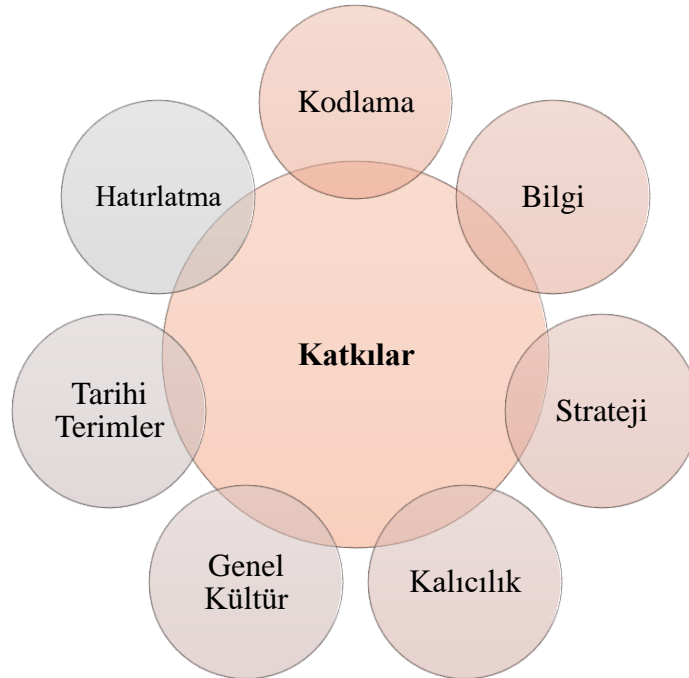 Kodlama
Bilgi
Strateji
Kalıcılık
Genel
Kültür
Tarihi
Terimler
Hatırlatma
Katkılar